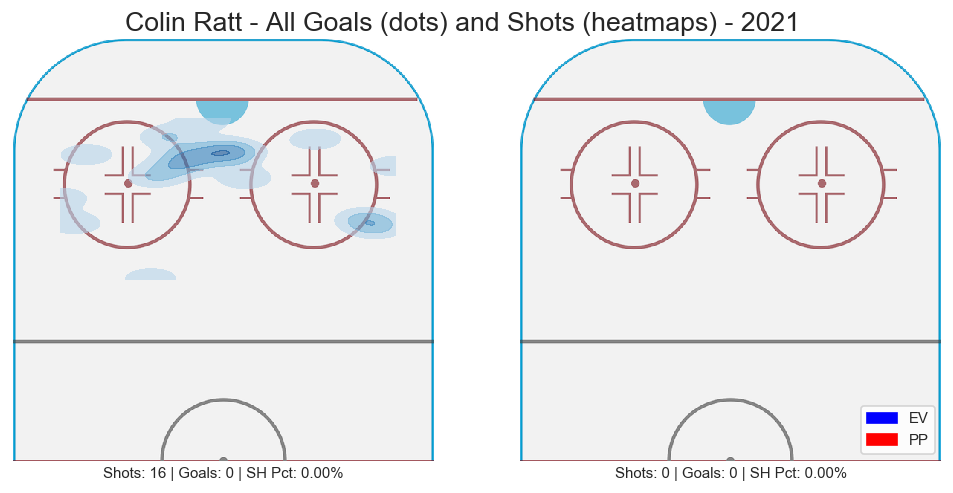 Colin Ratt - All Goals (dots) and Shots (heatmaps) - 2021
EV
PP
Shots: 16 | Goals: 0 | SH Pct: 0.00%
Shots: 0 | Goals: 0 | SH Pct: 0.00%